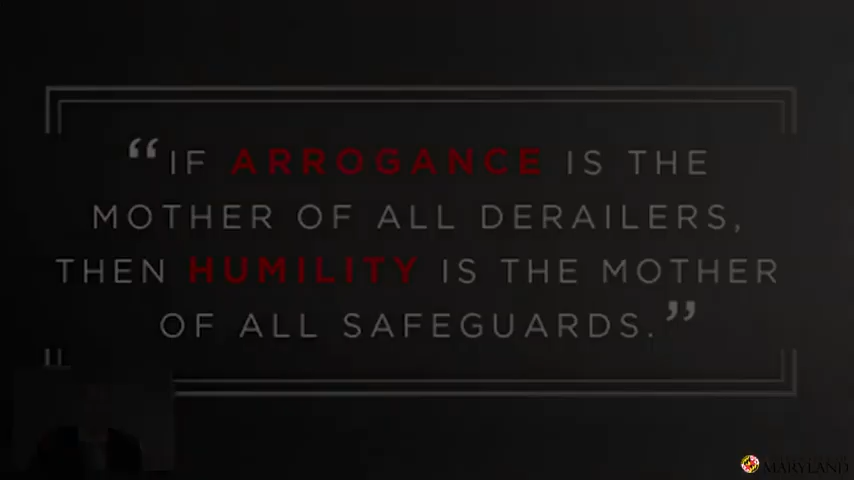 “IF ARROGANCE IS THE
MOTHER OF ALL DERAILERS,
THEN HUMILITY IS THE MOTHER
OF ALL SAFEGUARDS.”
MARYLAND